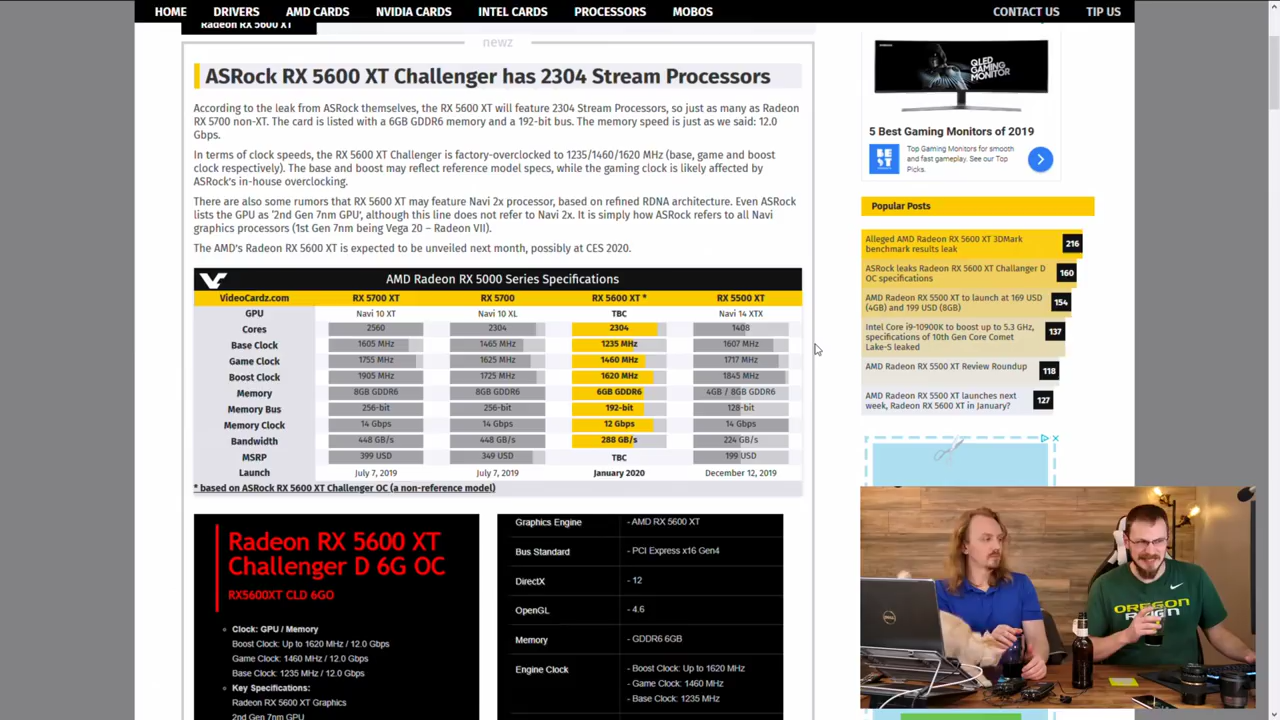 HOME DRIVERS AMD CARDS NVIDIA CARDS INTEL CARDS PROCESSORS MOBOS CONTACT US TIP US
Radeon RX 5600 XT
newz
ASRock RX 5600 XT Challenger has 2304 Stream Processors
According to the leak from ASRock themselves, the RX 5600 XT will feature 2304 Stream Processors, so just as many as Radeon
RX 5700 non-XT. The card is listed with a 6GB GDDR6 memory and a 192-bit bus. The memory speed is just as we said: 12.0
Gbps.
In terms of clock speeds, the RX 5600 XT Challenger is factory-overclocked to 1235/1460/1620 MHz (base, game and boost
clock respectively). The base and boost may reflect reference model specs, while the gaming clock is likely affected by
ASRock's in-house overclocking.
There are also some rumors that RX 5600 XT may feature Navi 2x processor, based on refined RDNA architecture. Even ASRock
lists the GPU as '2nd Gen 7nm GPU', although this line does not refer to Navi 2x. It is simply how ASRock refers to all Navi
graphics processors (1st Gen 7nm being Vega 20 – Radeon VII).
The AMD's Radeon RX 5600 XT is expected to be unveiled next month, possibly at CES 2020.
AMD Radeon RX 5000 Series Specifications
VideoCardz.com RX 5700 XT RX 5700 RX 5600 XT * RX 5500 XT
GPU Navi 10 XT Navi 10 XL TBC Navi 14 XTX
Cores 2560 2304 2304 1408
Base Clock 1605 MHz 1465 MHz 1235 MHz 1607 MHz
Game Clock 1755 MHz 1625 MHz 1460 MHz 1717 MHz
Boost Clock 1905 MHz 1725 MHz 1620 MHz 1845 MHz
Memory 8GB GDDR6 8GB GDDR6 6GB GDDR6 4GB / 8GB GDDR6
Memory Bus 256-bit 256-bit 192-bit 128-bit
Memory Clock 14 Gbps 14 Gbps 12 Gbps 14 Gbps
Bandwidth 448 GB/s 448 GB/s 288 GB/s 224 GB/s
MSRP 399 USD 349 USD TBC 199 USD
Launch July 7, 2019 July 7, 2019 January 2020 December 12, 2019
* based on ASRock RX 5600 XT Challenger OC (a non-reference model)
Radeon RX 5600 XT
Challenger D 6G OC
RX5600XT CLD 6GO
Clock: GPU / Memory
Boost Clock: Up to 1620 MHz / 12.0 Gbps
Game Clock: 1460 MHz / 12.0 Gbps
Base Clock: 1235 MHz / 12.0 Gbps
Key Specifications:
Radeon RX 5600 XT Graphics
2nd Gen 7nm GPU
Graphics Engine - AMD RX 5600 XT
Bus Standard - PCI Express x16 Gen4
DirectX - 12
OpenGL - 4.6
Memory - GDDR6 6GB
Engine Clock - Boost Clock: Up to 1620 MHz
- Game Clock: 1460 MHz
- Base Clock: 1235 MHz
QLED
GAMING
MONITOR
5 Best Gaming Monitors of 2019
BEST
Top Gaming Monitors for smooth
and fast gameplay. See our Top
Picks.
Popular Posts
Alleged AMD Radeon RX 5600 XT 3DMark
benchmark results leak 216
ASRock leaks Radeon RX 5600 XT Challanger D
OC specifications 160
AMD Radeon RX 5500 XT to launch at 169 USD
(4GB) and 199 USD (8GB) 154
Intel Core i9-10900K to boost up to 5.3 GHz,
specifications of 10th Gen Core Comet
Lake-S leaked 137
AMD Radeon RX 5500 XT Review Roundup 118
AMD Radeon RX 5500 XT launches next
week, Radeon RX 5600 XT in January? 127
DELL
OREGON